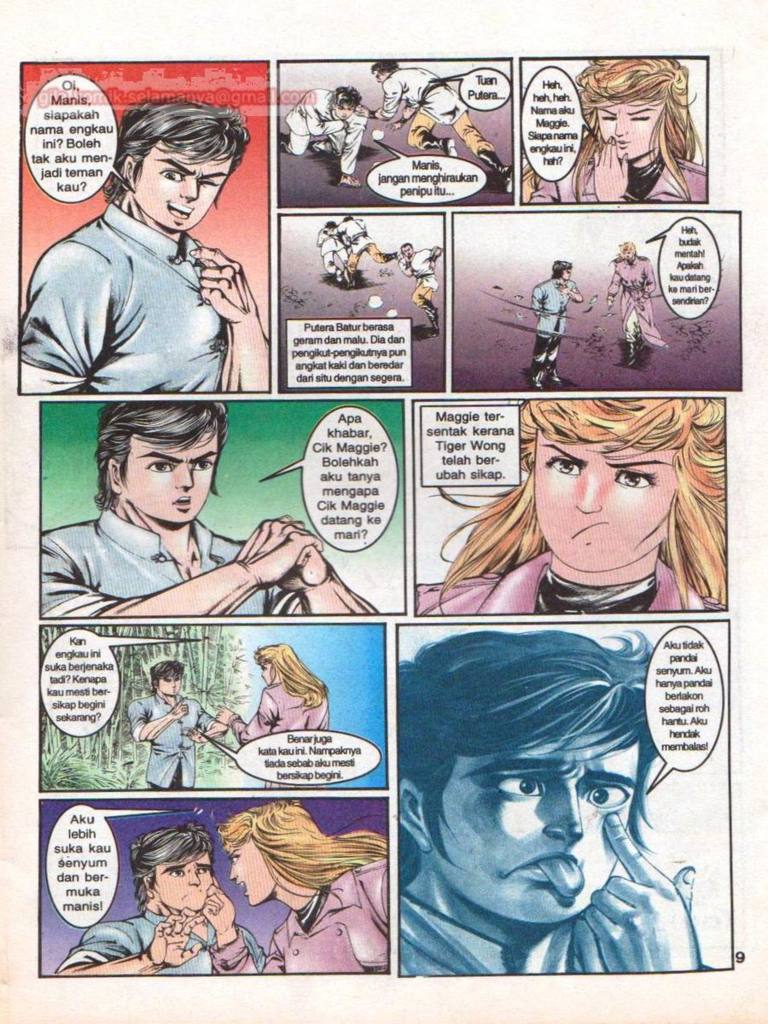 gilakomik-selamanya@gmail.com
Oi,
Manis,
siapakah
nama engkau
ini? Boleh
tak aku men-
jadi teman
kau?
Tuan
Putera...
Manis,
jangan menghiraukan
penipu itu...
Heh,
heh, heh.
Nama aku
Maggie.
Siapa nama
engkau ini,
hah?
Putera Batur berasa
geram dan malu. Dia dan
pengikut-pengikutnya pun
angkat kaki dan beredar
dari situ dengan segera.
Heh,
budak
mentah!
Apakah
kau datang
ke mari ber-
sendirian?
Apa
khabar,
Cik Maggie?
Bolehkah
aku tanya
mengapa
Cik Maggie
datang ke
mari?
Maggie ter-
sentak kerana
Tiger Wong
telah ber-
ubah sikap.
Kan
engkau ini
suka berjenaka
tadi? Kenapa
kau mesti ber-
sikap begini
sekarang?
Benar juga
kata kau ini. Nampaknya
tiada sebab aku mesti
bersikap begini.
Aku
lebih
suka kau
senyum
dan ber-
muka
manis!
Aku tidak
pandai
senyum. Aku
hanya pandai
berlakon
sebagai roh
hantu. Aku
hendak
membalas!
9